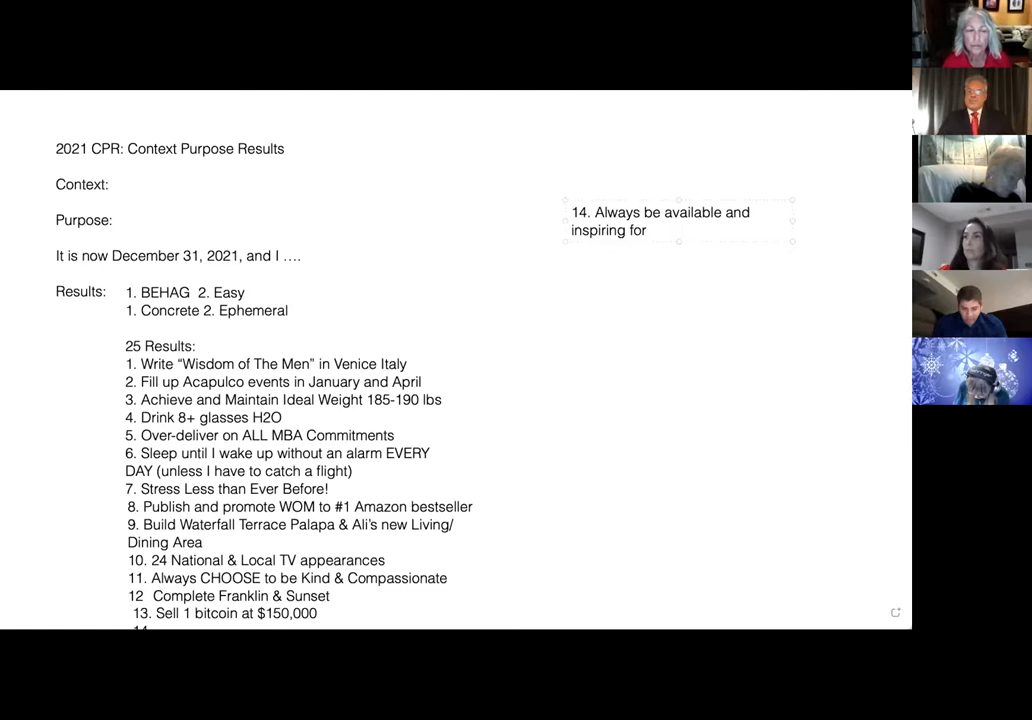 2021 CPR: Context Purpose Results
Context:
Purpose:
It is now December 31, 2021, and I ....
Results:
1. BEHAG  2. Easy
1. Concrete 2. Ephemeral
25 Results:
1. Write “Wisdom of The Men” in Venice Italy
2. Fill up Acapulco events in January and April
3. Achieve and Maintain Ideal Weight 185-190 lbs
4. Drink 8+ glasses H2O
5. Over-deliver on ALL MBA Commitments
6. Sleep until I wake up without an alarm EVERY
DAY (unless I have to catch a flight)
7. Stress Less than Ever Before!
8. Publish and promote WOM to #1 Amazon bestseller
9. Build Waterfall Terrace Palapa & Ali’s new Living/
Dining Area
10. 24 National & Local TV appearances
11. Always CHOOSE to be Kind & Compassionate
12  Complete Franklin & Sunset
13. Sell 1 bitcoin at $150,000
14. Always be available and
inspiring for